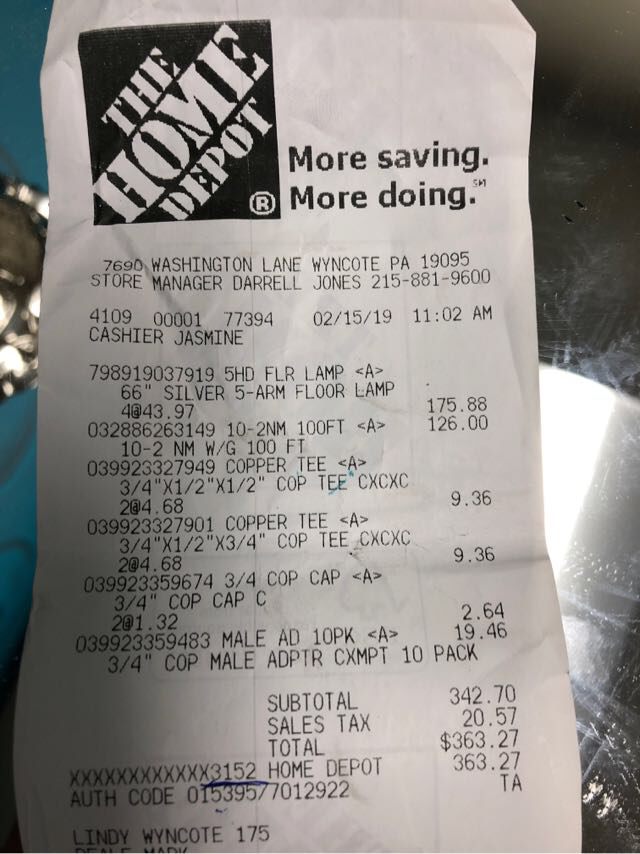 THE
HOME
DEPOT
®
More saving.
More doing.℠
7690 WASHINGTON LANE WYNCOTE PA 19095
STORE MANAGER DARRELL JONES 215-881-9600
4109 00001 77394 02/15/19 11:02 AM
CASHIER JASMINE
798919037919 5HD FLR LAMP <A>
66" SILVER 5-ARM FLOOR LAMP
4@43.97 175.88
032886263149 10-2NM 100FT <A> 126.00
10-2 NM W/G 100 FT
039923327949 COPPER TEE <A>
3/4"X1/2"X1/2" COP TEE CXCXC
2@4.68 9.36
039923327901 COPPER TEE <A>
3/4"X1/2"X3/4" COP TEE CXCXC
2@4.68 9.36
039923359674 3/4 COP CAP <A>
3/4" COP CAP C
2@1.32 2.64
039923359483 MALE AD 10PK <A> 19.46
3/4" COP MALE ADPTR CXMPT 10 PACK
SUBTOTAL 342.70
SALES TAX 20.57
TOTAL $363.27
XXXXXXXXXXXX3152 HOME DEPOT 363.27
AUTH CODE 015395/7012922 TA
LINDY WYNCOTE 175